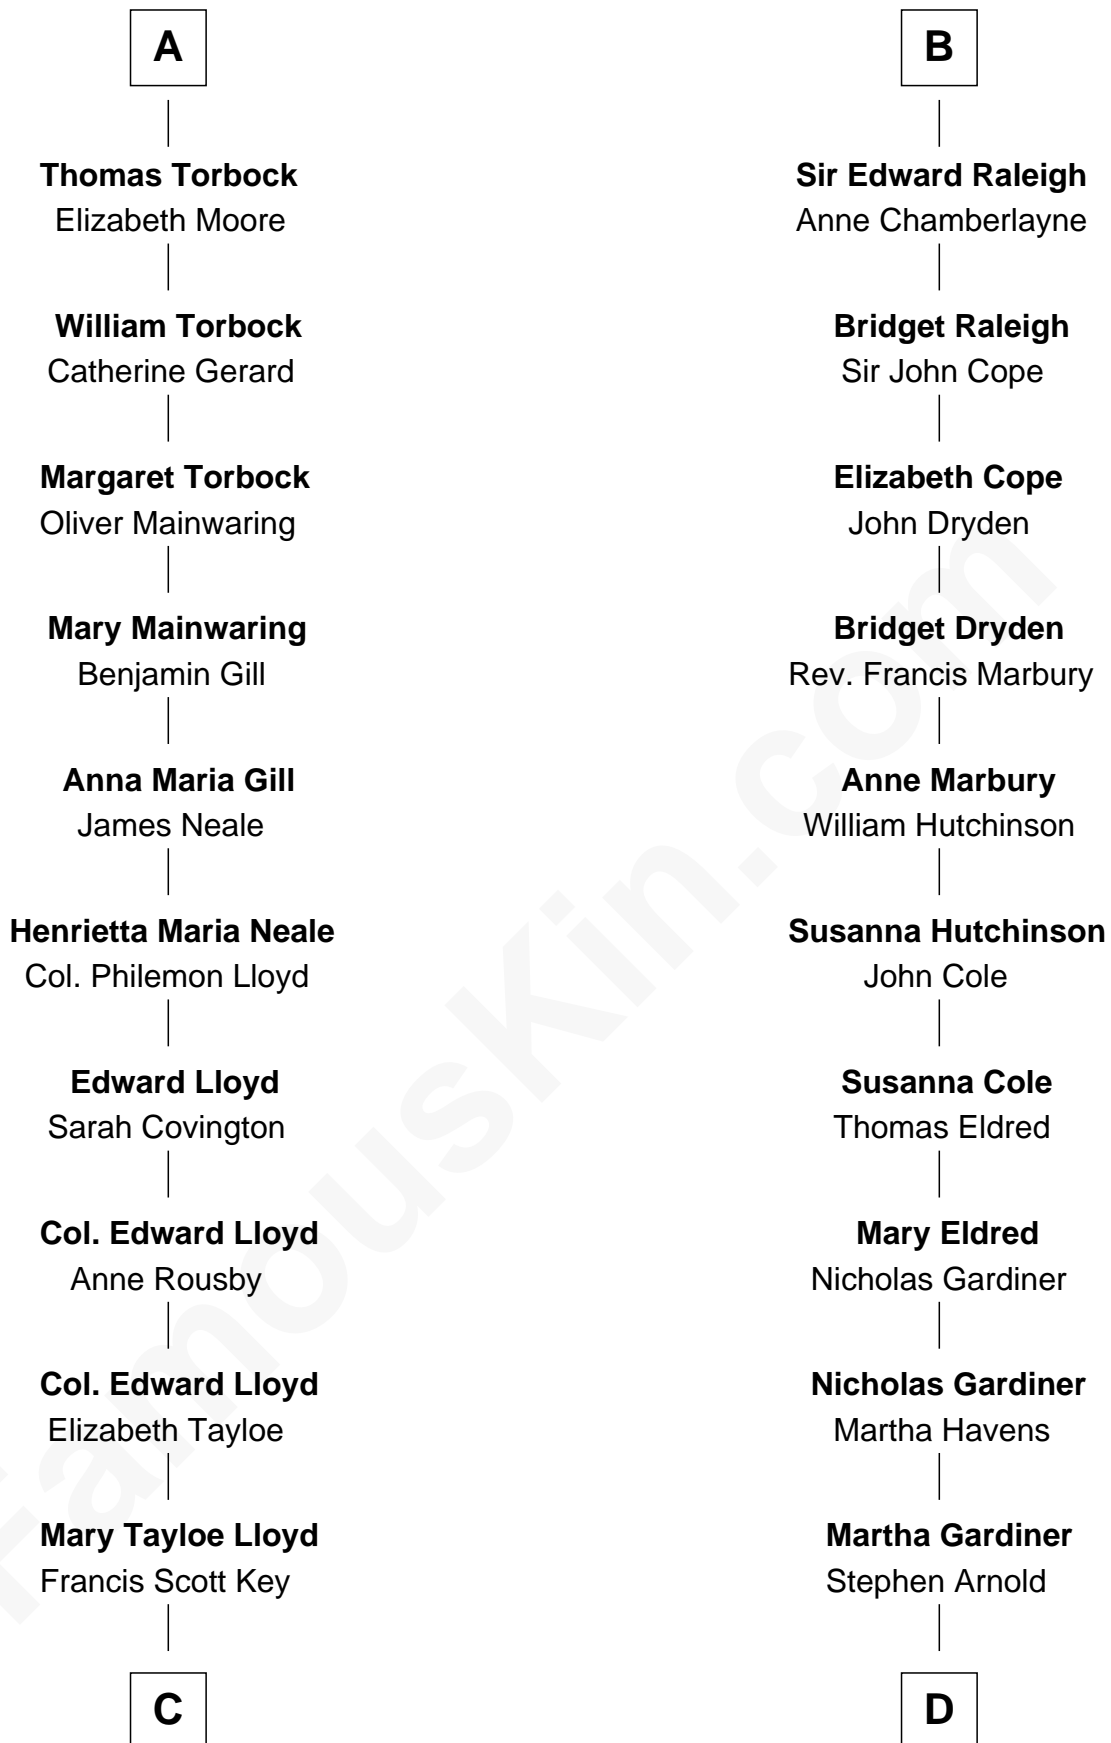 A
Thomas Torbock
Elizabeth Moore
William Torbock
Catherine Gerard
Margaret Torbock
Oliver Mainwaring
Mary Mainwaring
Benjamin Gill
Anna Maria Gill
James Neale
Henrietta Maria Neale
Col. Philemon Lloyd
Edward Lloyd
Sarah Covington
Col. Edward Lloyd
Anne Rousby
Col. Edward Lloyd
Elizabeth Tayloe
Mary Tayloe Lloyd
Francis Scott Key
C
B
Sir Edward Raleigh
Anne Chamberlayne
Bridget Raleigh
Sir John Cope
Elizabeth Cope
John Dryden
Bridget Dryden
Rev. Francis Marbury
Anne Marbury
William Hutchinson
Susanna Hutchinson
John Cole
Susanna Cole
Thomas Eldred
Mary Eldred
Nicholas Gardiner
Nicholas Gardiner
Martha Havens
Martha Gardiner
Stephen Arnold
D
FamousKin.com